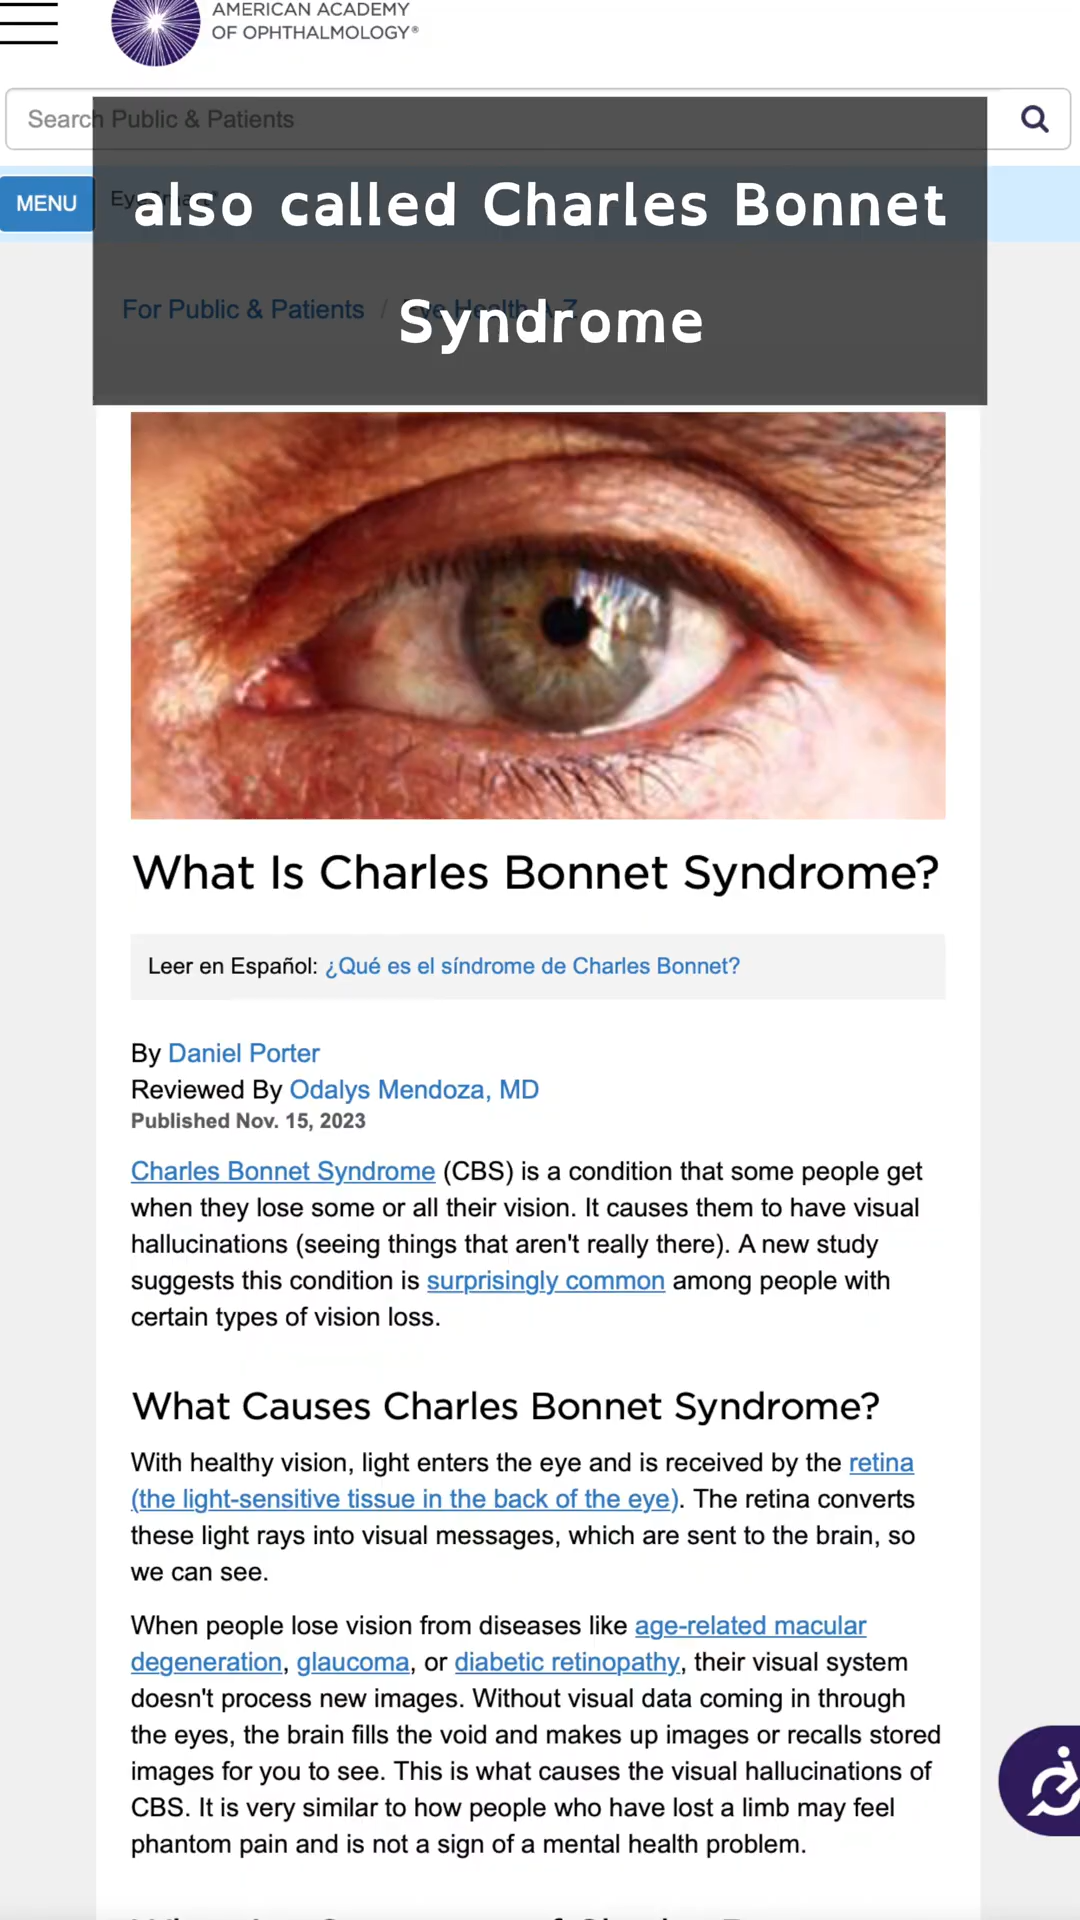 AMERICAN ACADEMY
OF OPHTHALMOLOGY®
Search Public & Patients
MENU
also called Charles Bonnet
For Public & Patients / Eye Health A-Z
Syndrome
What Is Charles Bonnet Syndrome?
Leer en Español: ¿Qué es el síndrome de Charles Bonnet?
By Daniel Porter
Reviewed By Odalys Mendoza, MD
Published Nov. 15, 2023
Charles Bonnet Syndrome (CBS) is a condition that some people get
when they lose some or all their vision. It causes them to have visual
hallucinations (seeing things that aren't really there). A new study
suggests this condition is surprisingly common among people with
certain types of vision loss.
What Causes Charles Bonnet Syndrome?
With healthy vision, light enters the eye and is received by the retina
(the light-sensitive tissue in the back of the eye). The retina converts
these light rays into visual messages, which are sent to the brain, so
we can see.
When people lose vision from diseases like age-related macular
degeneration, glaucoma, or diabetic retinopathy, their visual system
doesn't process new images. Without visual data coming in through
the eyes, the brain fills the void and makes up images or recalls stored
images for you to see. This is what causes the visual hallucinations of
CBS. It is very similar to how people who have lost a limb may feel
phantom pain and is not a sign of a mental health problem.